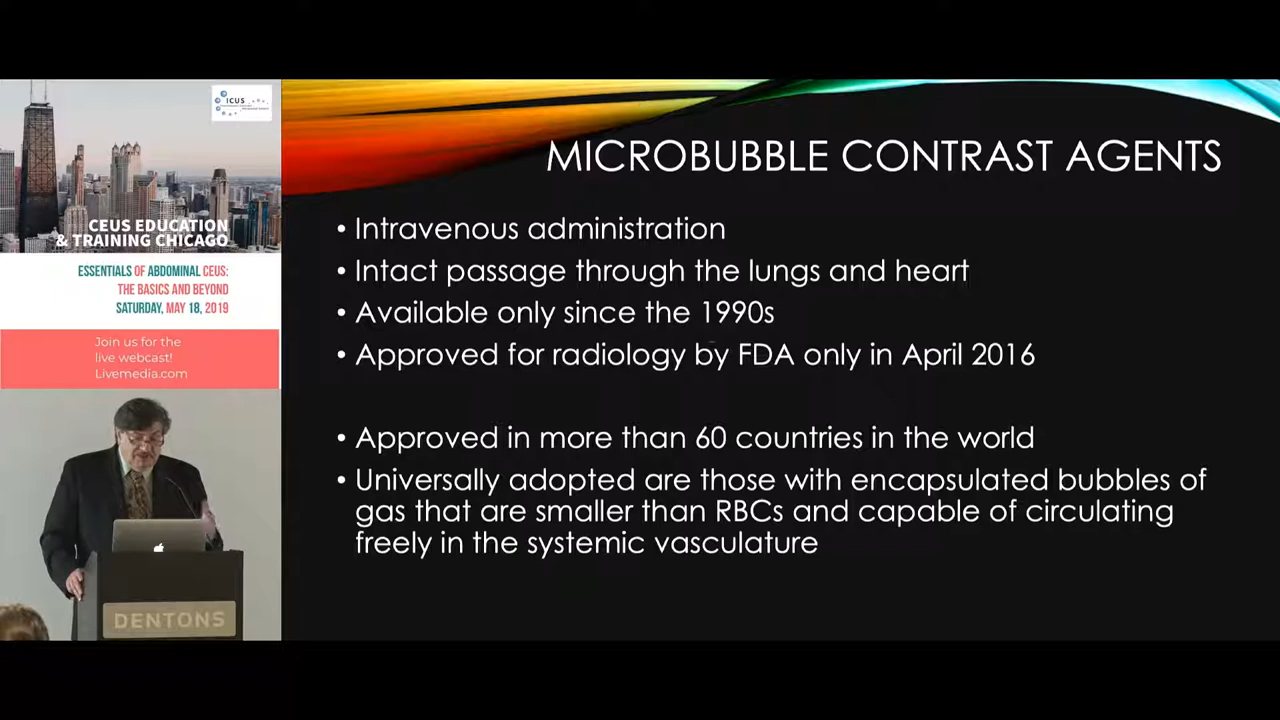 ICUS
CEUS EDUCATION
& TRAINING CHICAGO
ESSENTIALS OF ABDOMINAL CEUS:
THE BASICS AND BEYOND
SATURDAY, MAY 18, 2019
Join us for the
live webcast!
Livemedia.com
DENTONS
MICROBUBBLE CONTRAST AGENTS
• Intravenous administration
• Intact passage through the lungs and heart
• Available only since the 1990s
• Approved for radiology by FDA only in April 2016
• Approved in more than 60 countries in the world
• Universally adopted are those with encapsulated bubbles of
gas that are smaller than RBCs and capable of circulating
freely in the systemic vasculature